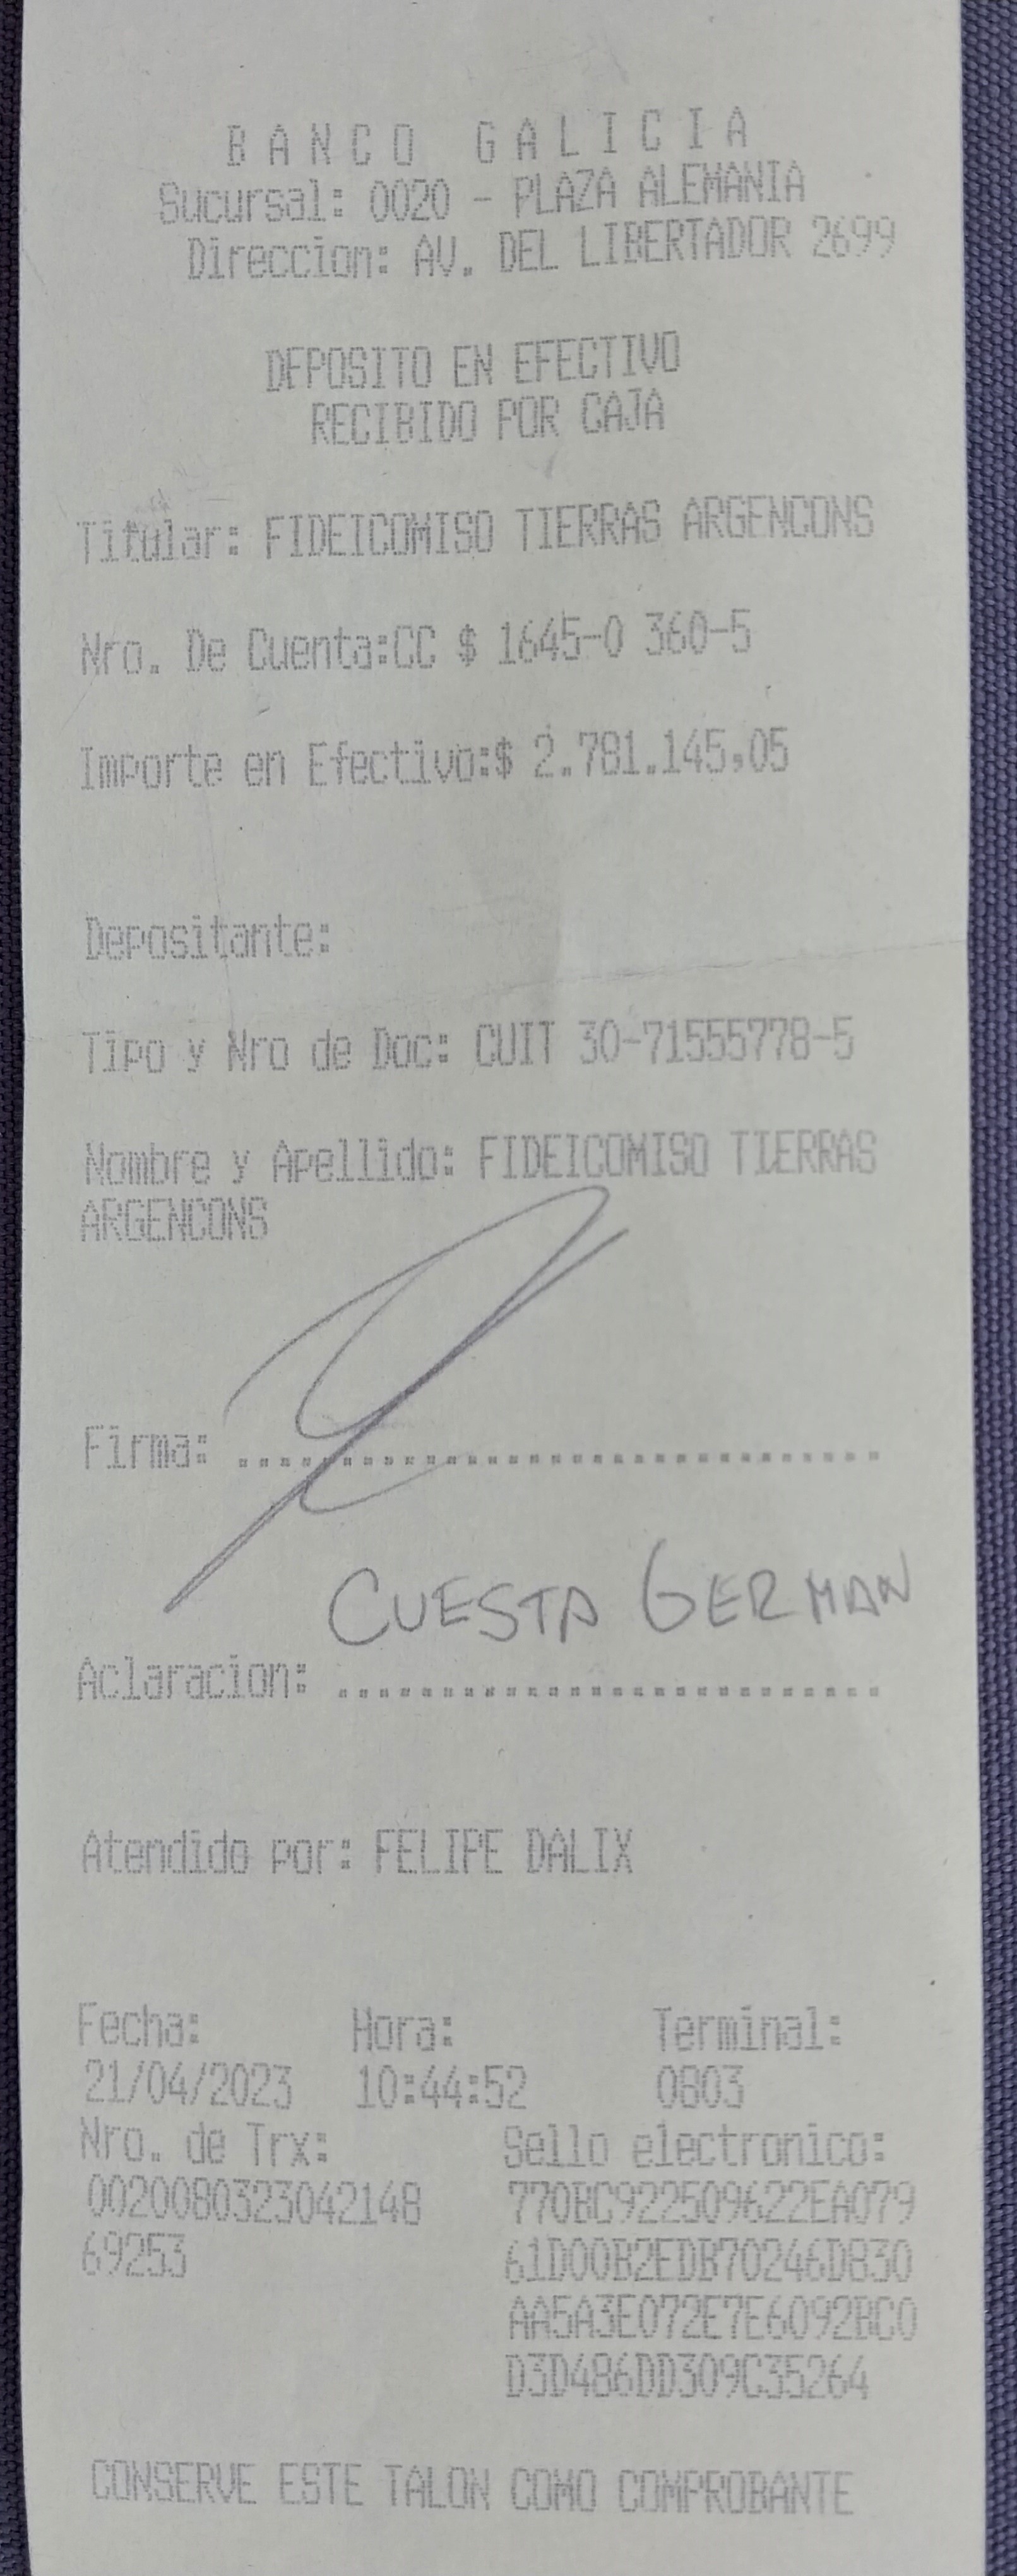 BANCO GALICIA
Sucursal: 0020 - PLAZA ALEMANIA
Direccion: AV. DEL LIBERTADOR 2699
DEPOSITO EN EFECTIVO
RECIBIDO POR CAJA
Titular: FIDEICOMISO TIERRAS ARGENCONS
Nro. De Cuenta:CC $ 1645-0 360-5
Importe en Efectivo:$ 2.781.145,05
Depositante:
Tipo y Nro de Doc: CUIT 30-71555778-5
Nombre y Apellido: FIDEICOMISO TIERRAS
ARGENCONS
Firma: ...............................
CUESTA GERMAN
Aclaracion: ..........................
Atendido por: FELIPE DALIX
Fecha: Hora: Terminal:
21/04/2023 10:44:52 0803
Nro. de Trx: Sello electronico:
0020080323042148 770BC922509622EA079
69253 61D00B2EDB70246D830
AA5A3E072E7E6092BC0
D3D486DD309C35264
CONSERVE ESTE TALON COMO COMPROBANTE